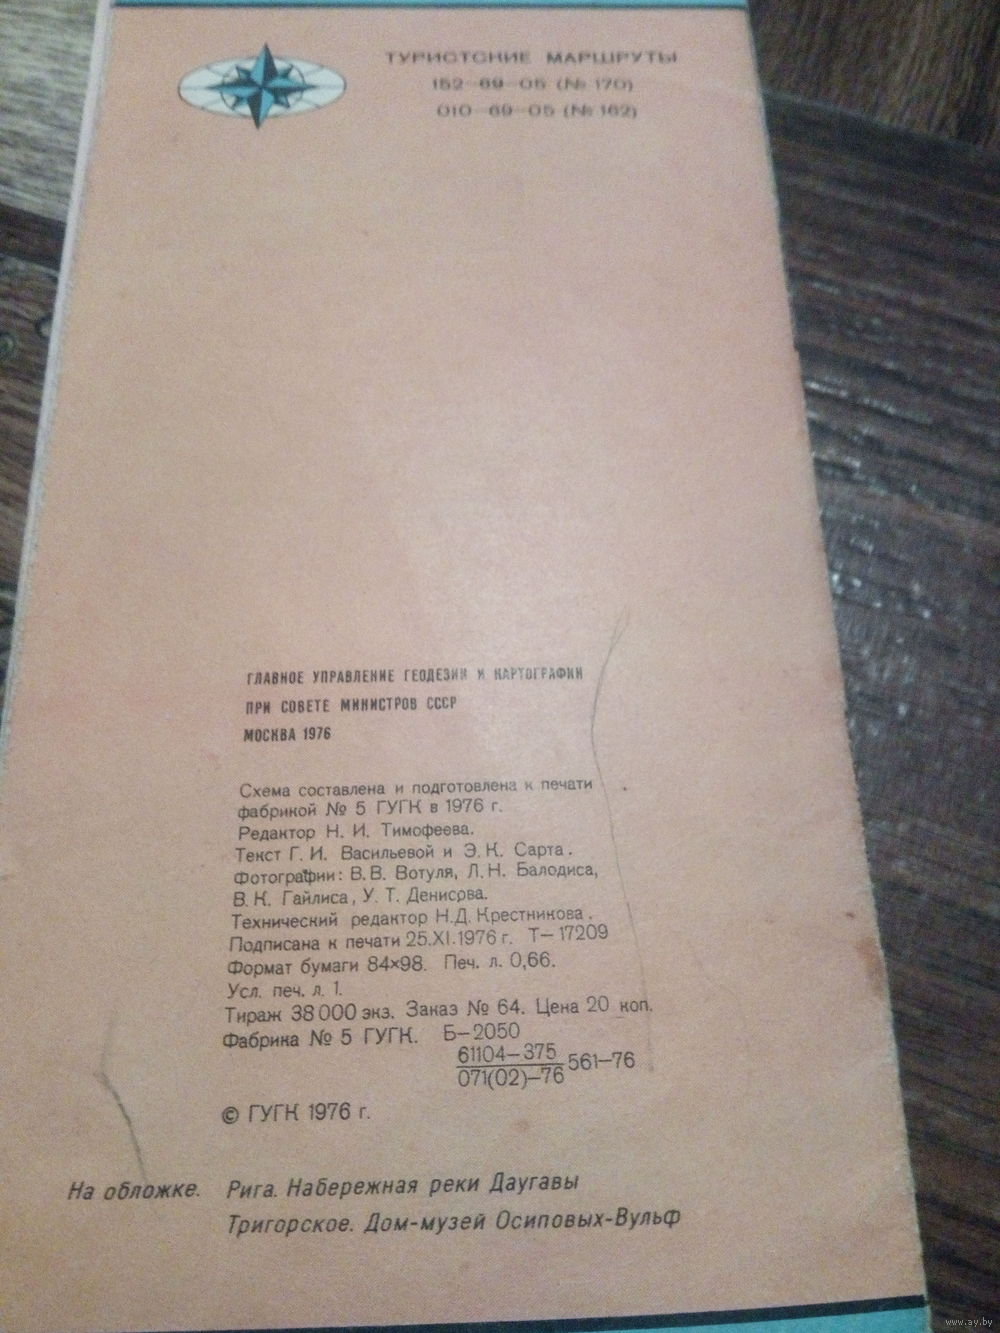 ТУРИСТСКИЕ МАРШРУТЫ
152–69–05 (№ 170)
010–69–05 (№ 162)
ГЛАВНОЕ УПРАВЛЕНИЕ ГЕОДЕЗИИ И КАРТОГРАФИИ
ПРИ СОВЕТЕ МИНИСТРОВ СССР
МОСКВА 1976
Схема составлена и подготовлена к печати
фабрикой № 5 ГУГК в 1976 г.
Редактор Н. И. Тимофеева.
Текст Г. И. Васильевой и Э. К. Сарта.
Фотографии: В. В. Вотуля, Л. Н. Балодиса,
В. К. Гайлиса, У. Т. Денисова.
Технический редактор Н. Д. Крестникова.
Подписана к печати 25.XI.1976 г. Т–17209
Формат бумаги 84×98. Печ. л. 0,66.
Усл. печ. л. 1.
Тираж 38 000 экз. Заказ № 64. Цена 20 коп.
Фабрика № 5 ГУГК. Б–2050
61104–375
071(02)–76 561–76
© ГУГК 1976 г.
На обложке. Рига. Набережная реки Даугавы
Тригорское. Дом-музей Осиповых-Вульф
www.ay.by